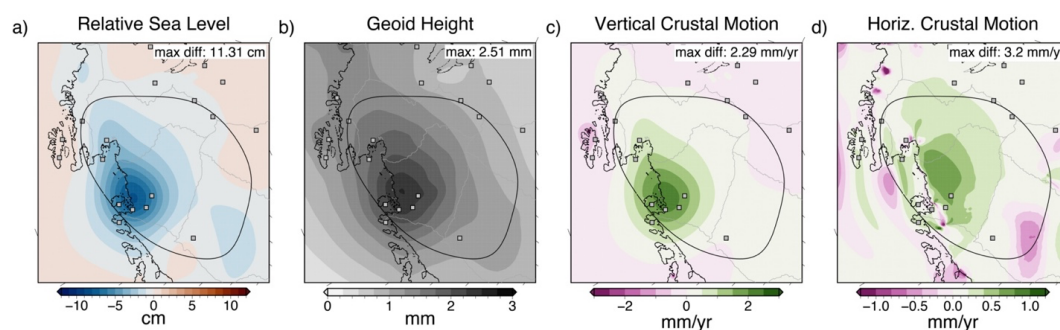 a) Relative Sea Level
max diff: 11.31 cm
−10 −5 0 5 10
cm
b) Geoid Height
max: 2.51 mm
0 1 2 3
mm
c) Vertical Crustal Motion
max diff: 2.29 mm/yr
−2 0 2
mm/yr
d) Horiz. Crustal Motion
max diff: 3.2 mm/y
−1.0 −0.5 0.0 0.5 1.0
mm/yr